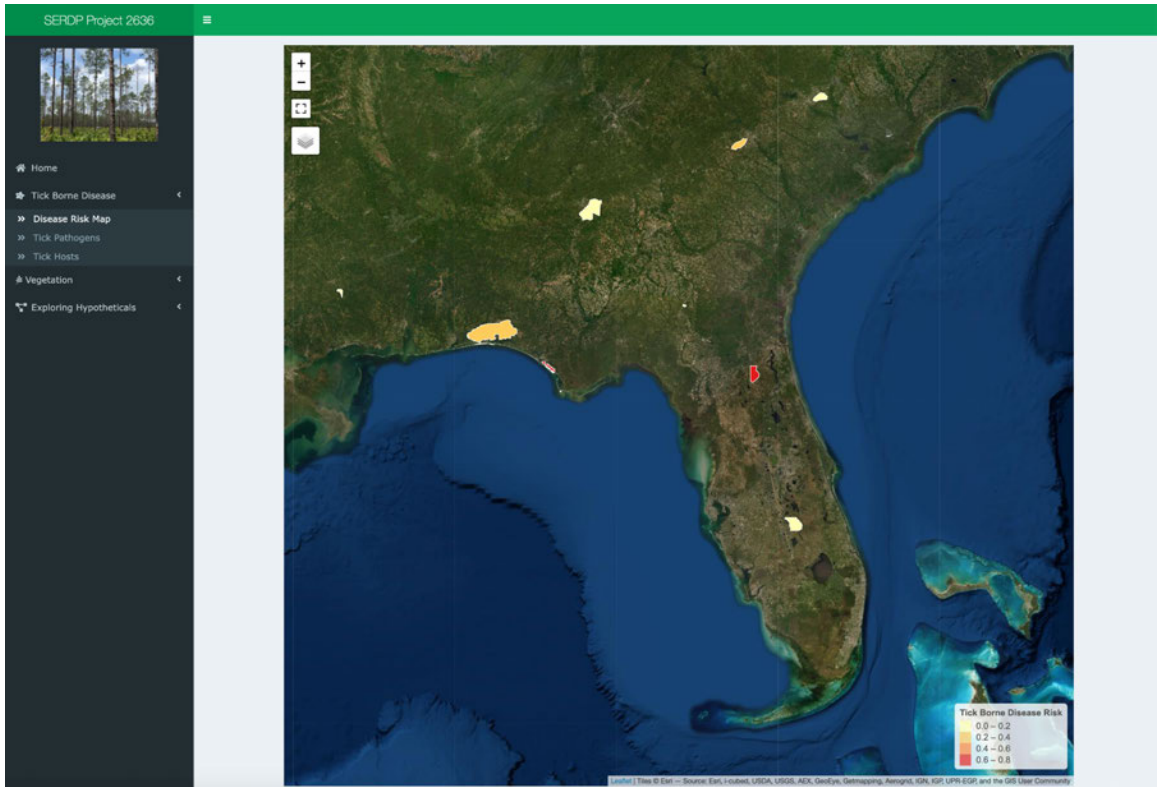 SERDP Project 2636
Home
Tick Borne Disease
Disease Risk Map
Tick Pathogens
Tick Hosts
Vegetation
Exploring Hypotheticals
+
−
Tick Borne Disease Risk
0.0 – 0.2
0.2 – 0.4
0.4 – 0.6
0.6 – 0.8
Leaflet | Tiles © Esri — Source: Esri, i-cubed, USDA, USGS, AEX, GeoEye, Getmapping, Aerogrid, IGN, IGP, UPR-EGP, and the GIS User Community